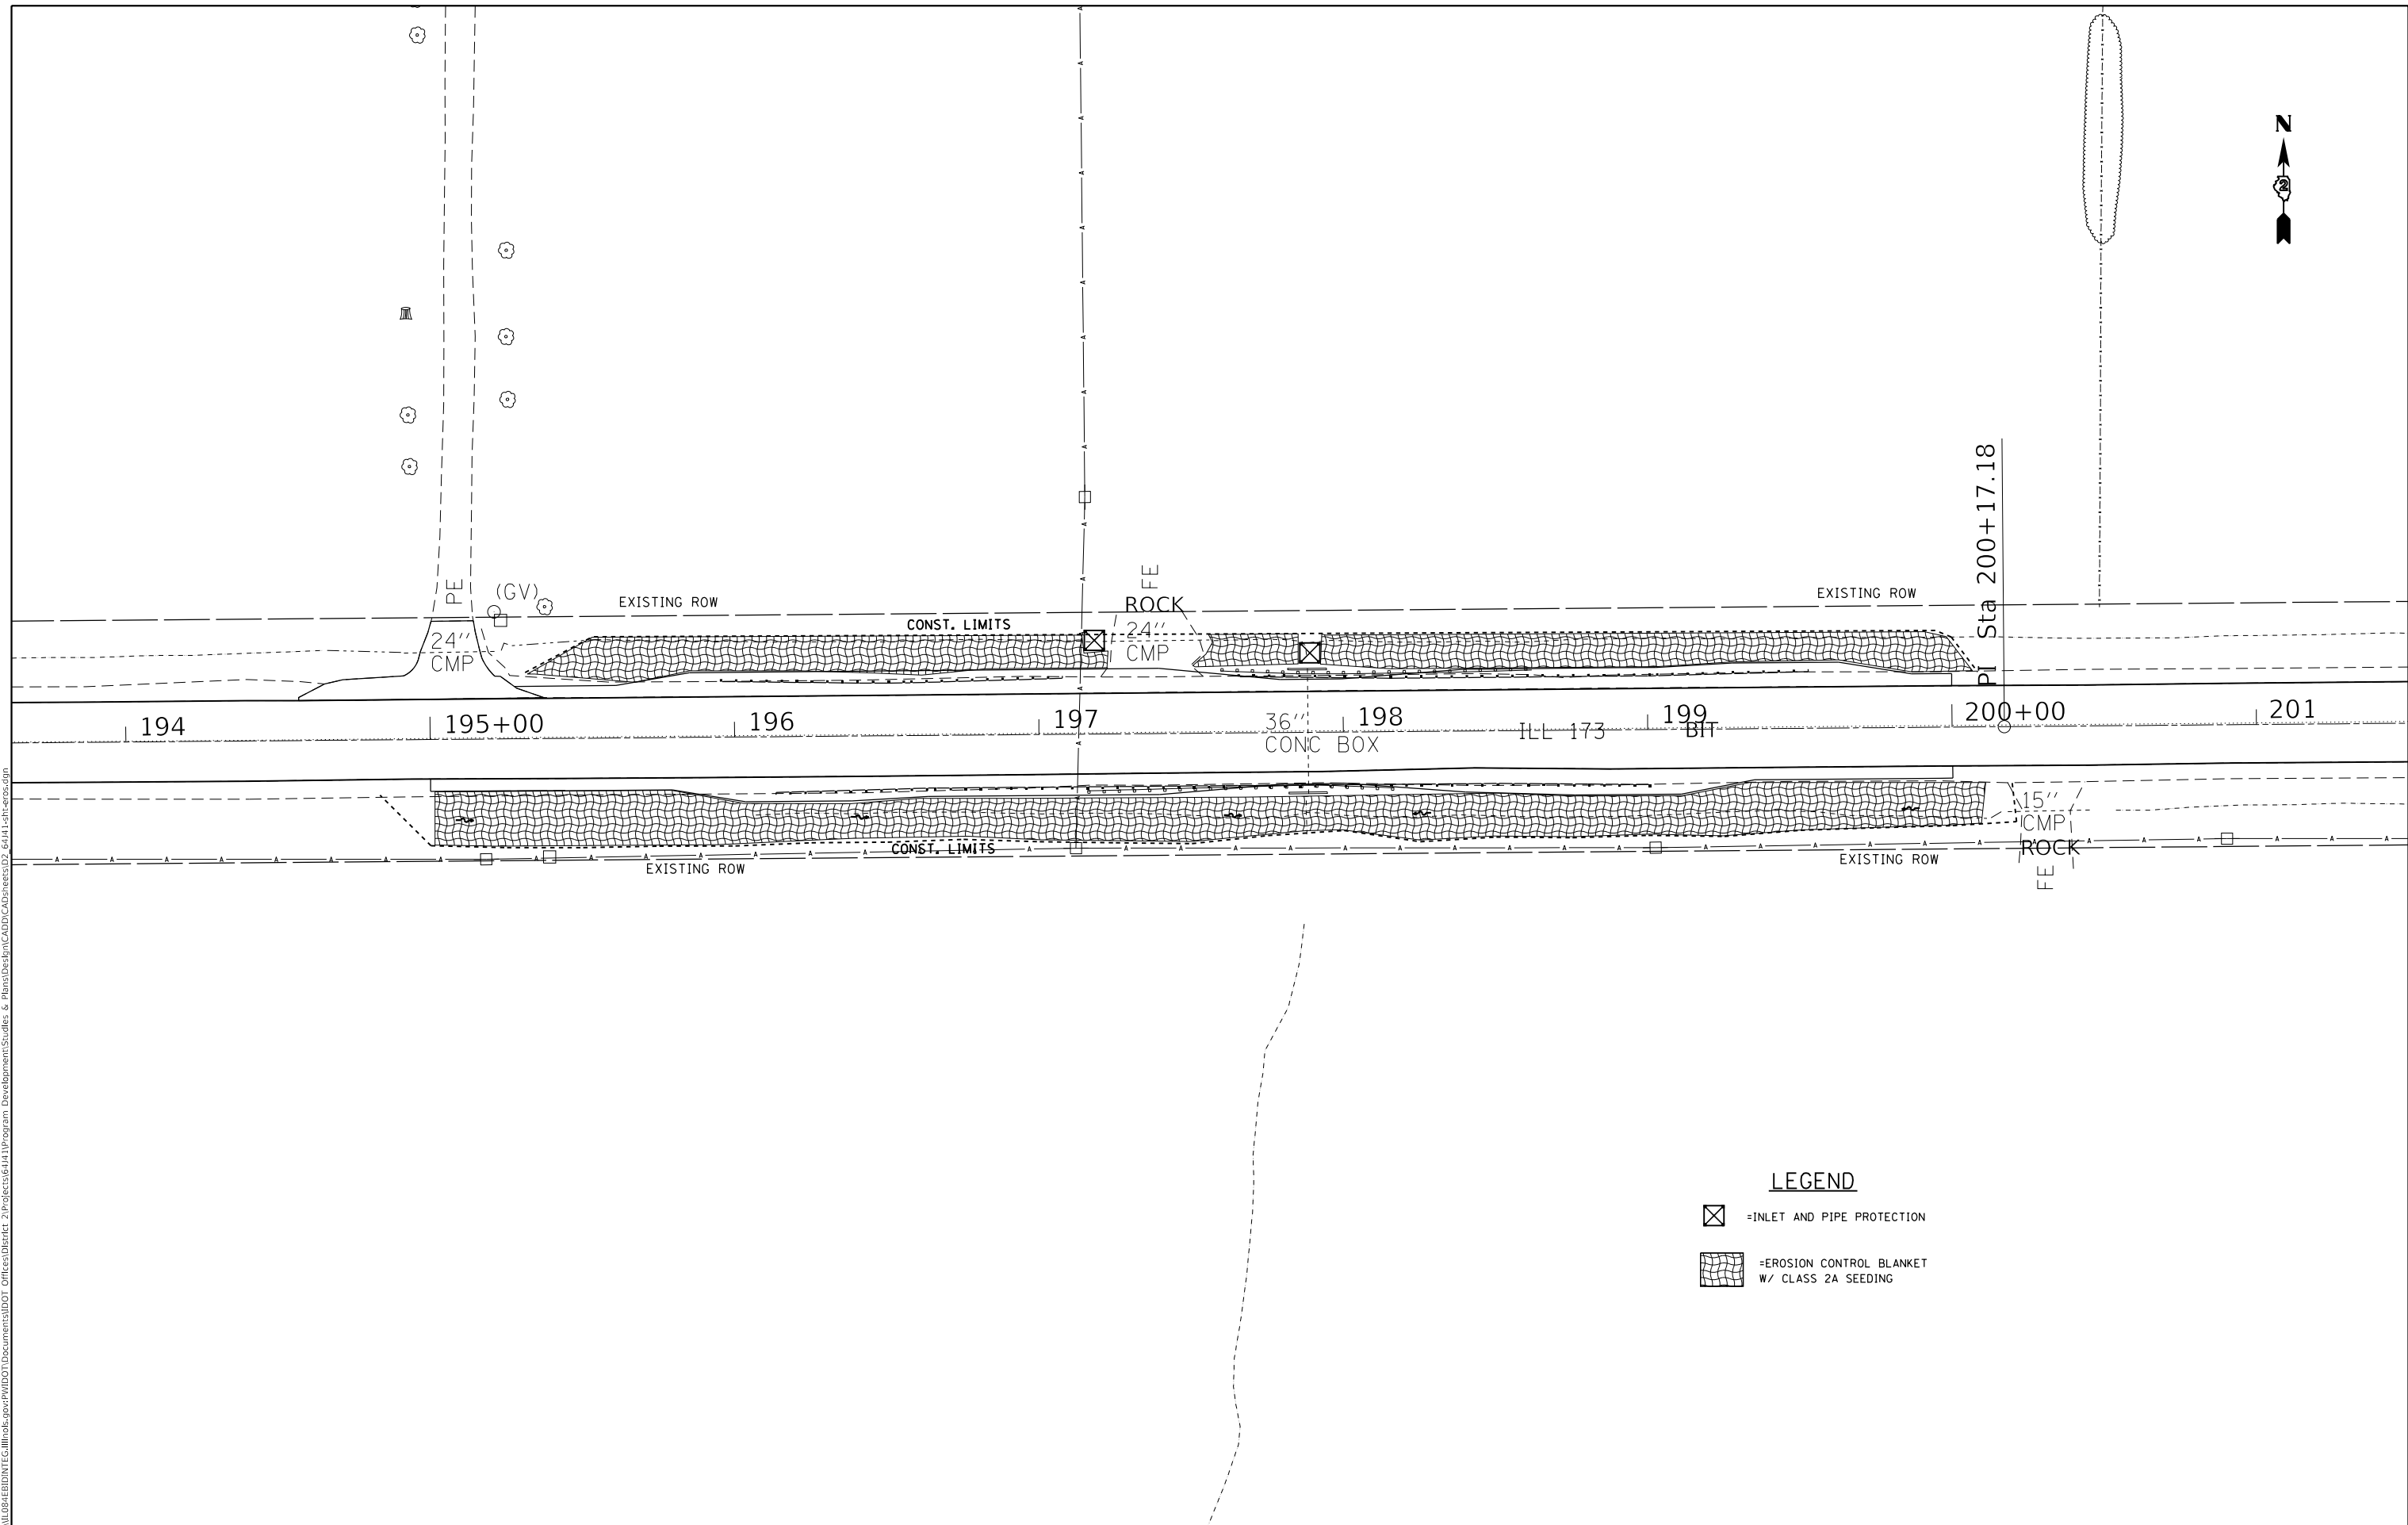 N
2
PI Sta 200+17.18
PE
(GV)
EXISTING ROW
FE
ROCK
EXISTING ROW
CONST. LIMITS
24''
CMP
24''
CMP
194
195+00
196
197
36''
CONC BOX
198
ILL 173
199
BIT
200+00
201
15''
CMP
ROCK
FE
CONST. LIMITS
EXISTING ROW
EXISTING ROW
LEGEND
=INLET AND PIPE PROTECTION
=EROSION CONTROL BLANKET
W/ CLASS 2A SEEDING